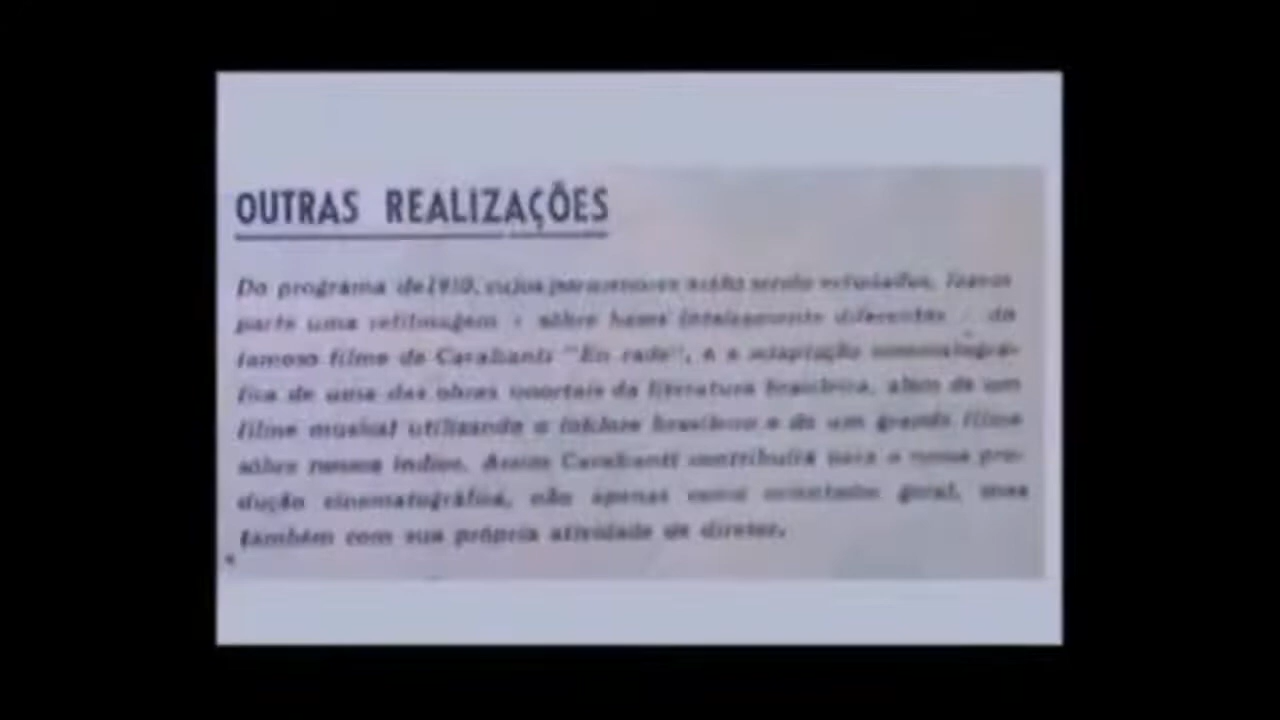 OUTRAS REALIZAÇÕES
Do programa de 1950, cujos pormenores estão sendo estudados,
parte uma refilmagem - sôbre bases inteiramente diferentes - do
famoso filme de Cavalcanti "En rade", e a adaptação cinematográ-
fica de uma das obras imortais da literatura brasileira, além de um
filme musical utilizando o folclore brasileiro e de um grande filme
sôbre nossos índios. Assim Cavalcanti contribuirá para a nossa pro-
dução cinematográfica, não apenas como orientador geral, mas
também com sua própria atividade de diretor.